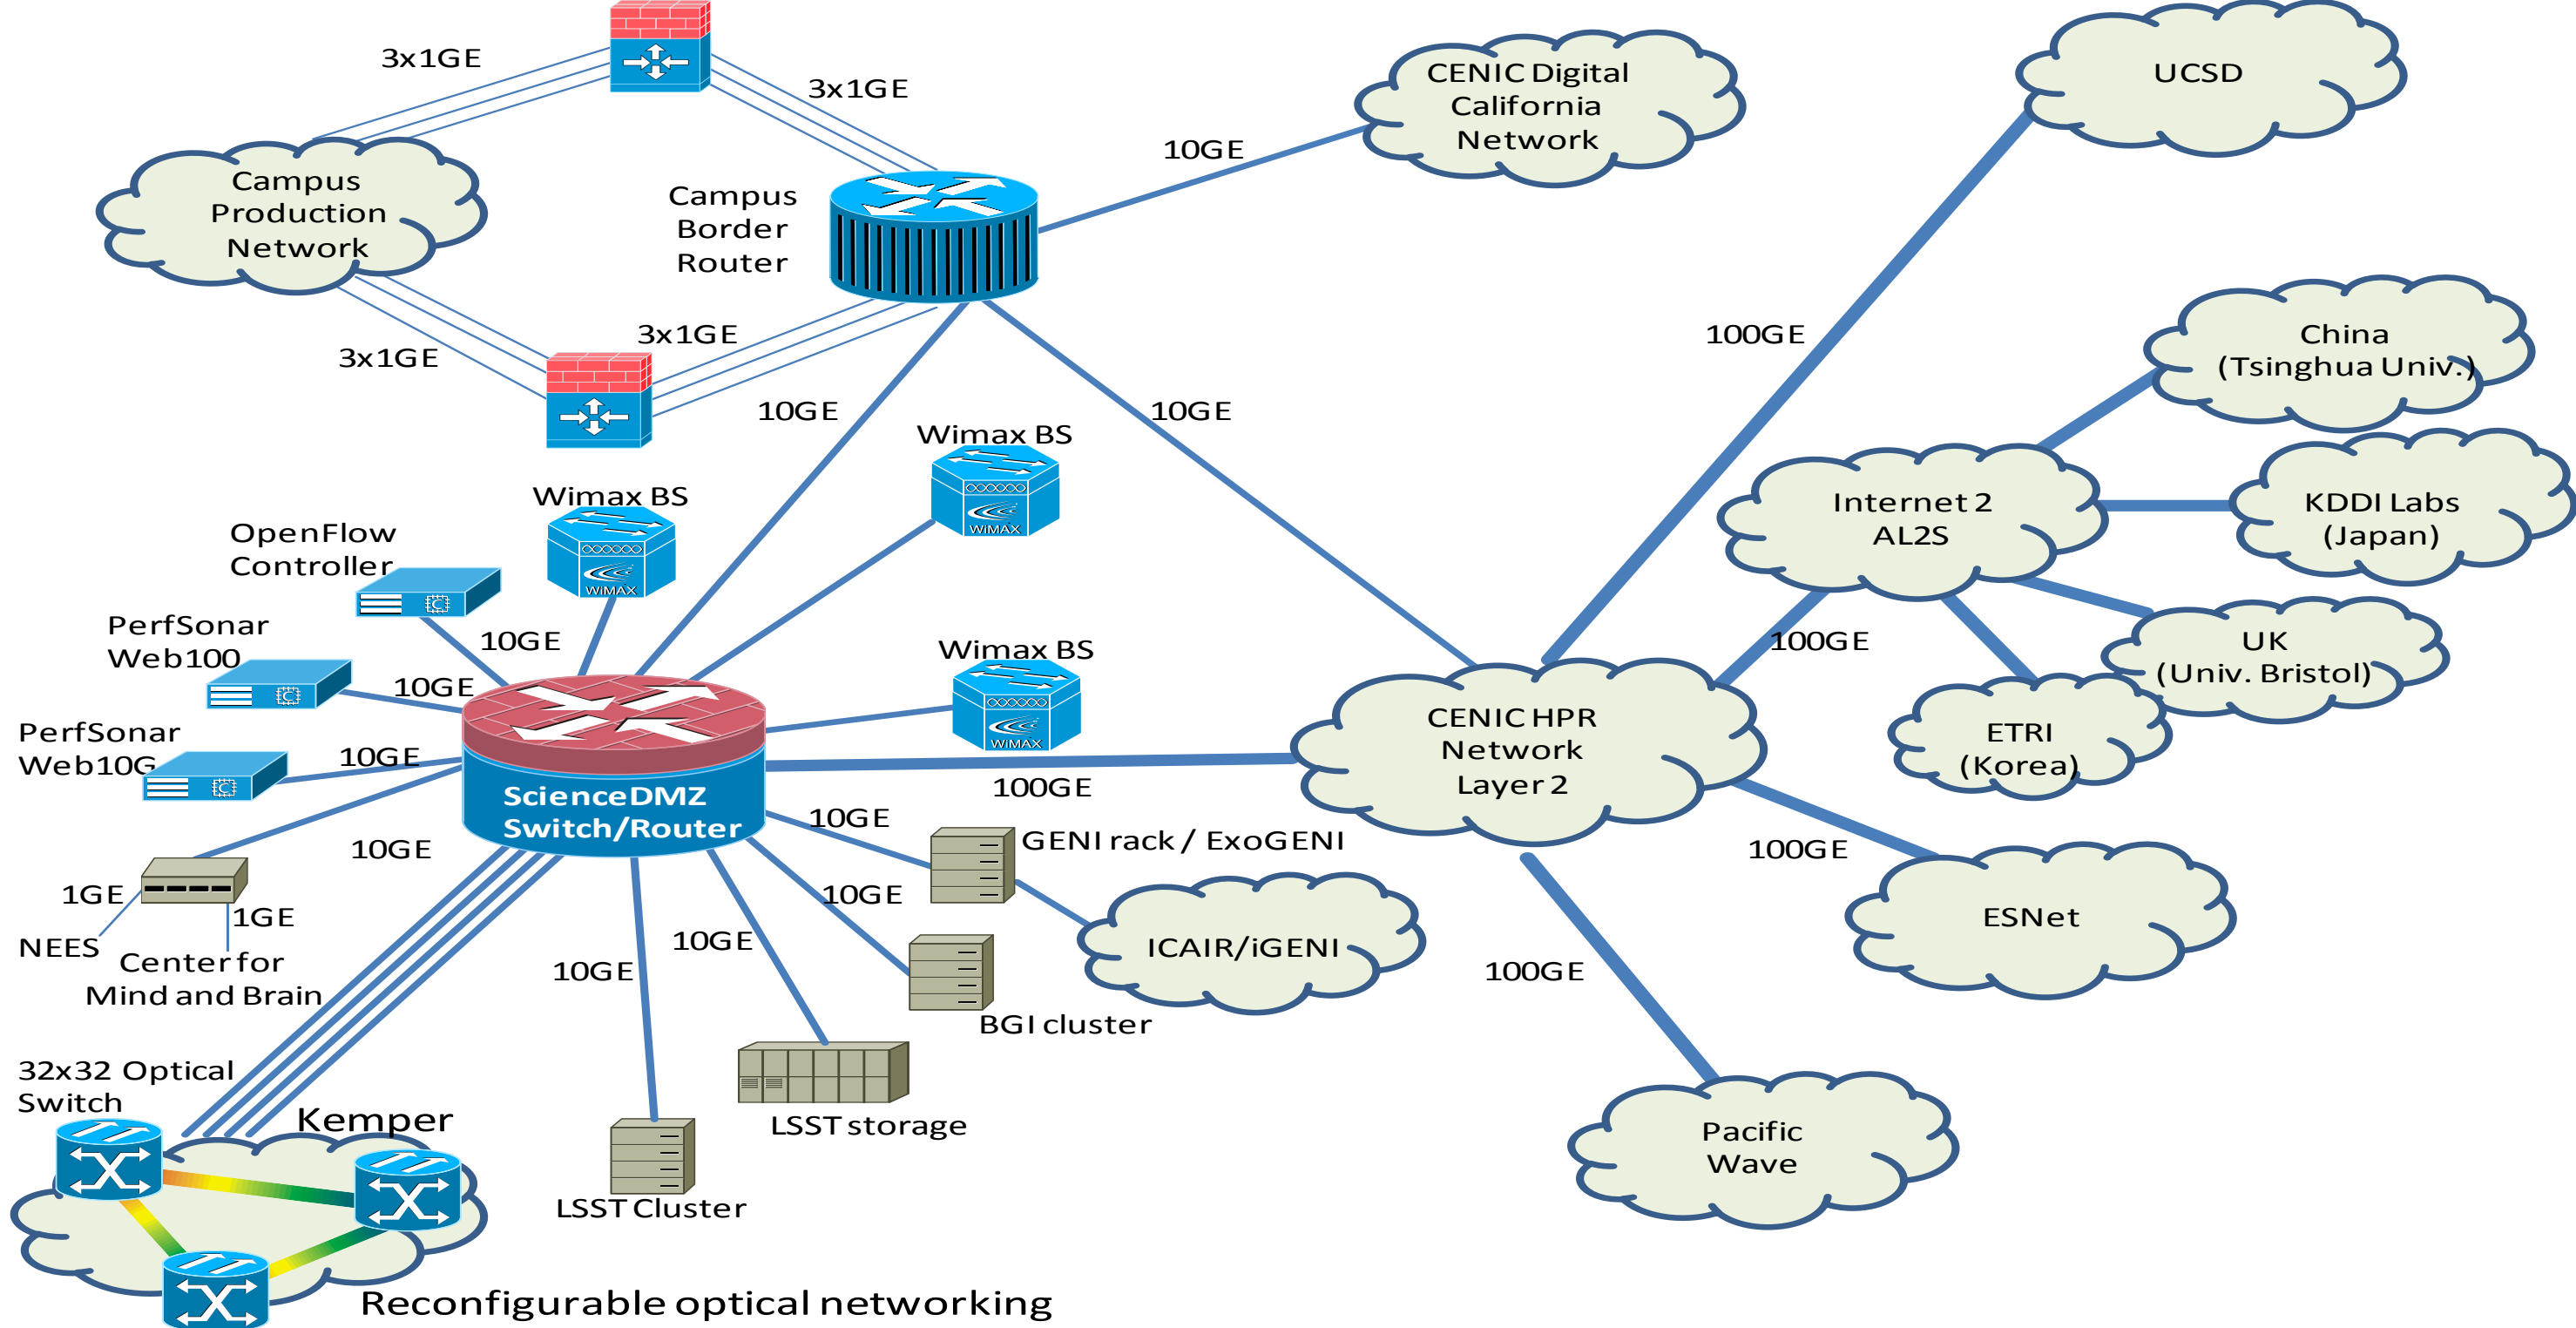 3x1GE
3x1GE
CENIC Digital
California
Network
UCSD
10GE
Campus
Production
Network
Campus
Border
Router
3x1GE
3x1GE
10GE
10GE
100GE
China
(Tsinghua Univ.)
Wimax BS
WiMAX
Wimax BS
WiMAX
Internet 2
AL2S
KDDI Labs
(Japan)
OpenFlow
Controller
C
10GE
PerfSonar
Web100
C
10GE
Wimax BS
WiMAX
100GE
UK
(Univ. Bristol)
ETRI
(Korea)
PerfSonar
Web10G
C
10GE
CENIC HPR
Network
Layer 2
100GE
ScienceDMZ
Switch/Router
10GE
GENI rack / ExoGENI
10GE
1GE
1GE
NEES
Center for
Mind and Brain
10GE
10GE
10GE
ICAIR/iGENI
BGI cluster
100GE
ESNet
100GE
32x32 Optical
Switch
Kemper
LSST storage
LSST Cluster
Pacific
Wave
Reconfigurable optical networking